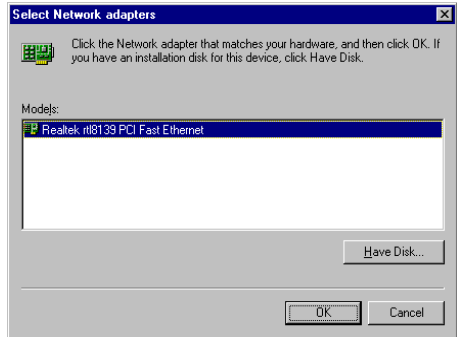 Select Network adapters
Click the Network adapter that matches your hardware, and then click OK. If
you have an installation disk for this device, click Have Disk.
Models:
Realtek rtl8139 PCI Fast Ethernet
Have Disk...
OK
Cancel